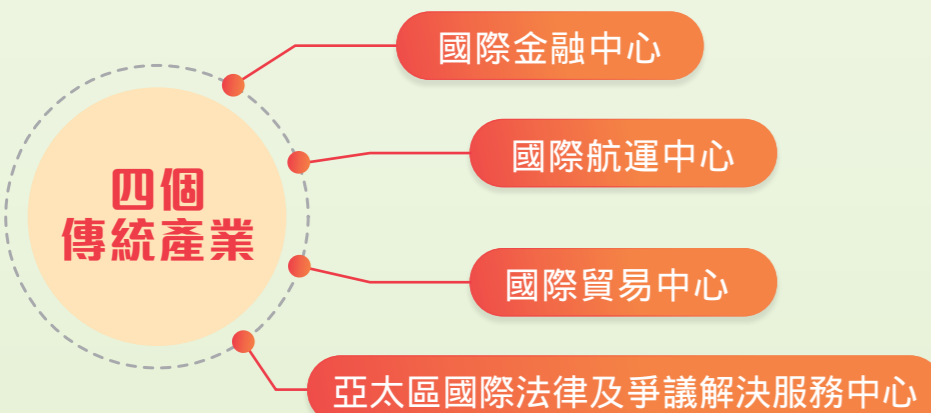 國際金融中心
國際航運中心
四個
傳統產業
國際貿易中心
亞太區國際法律及爭議解決服務中心